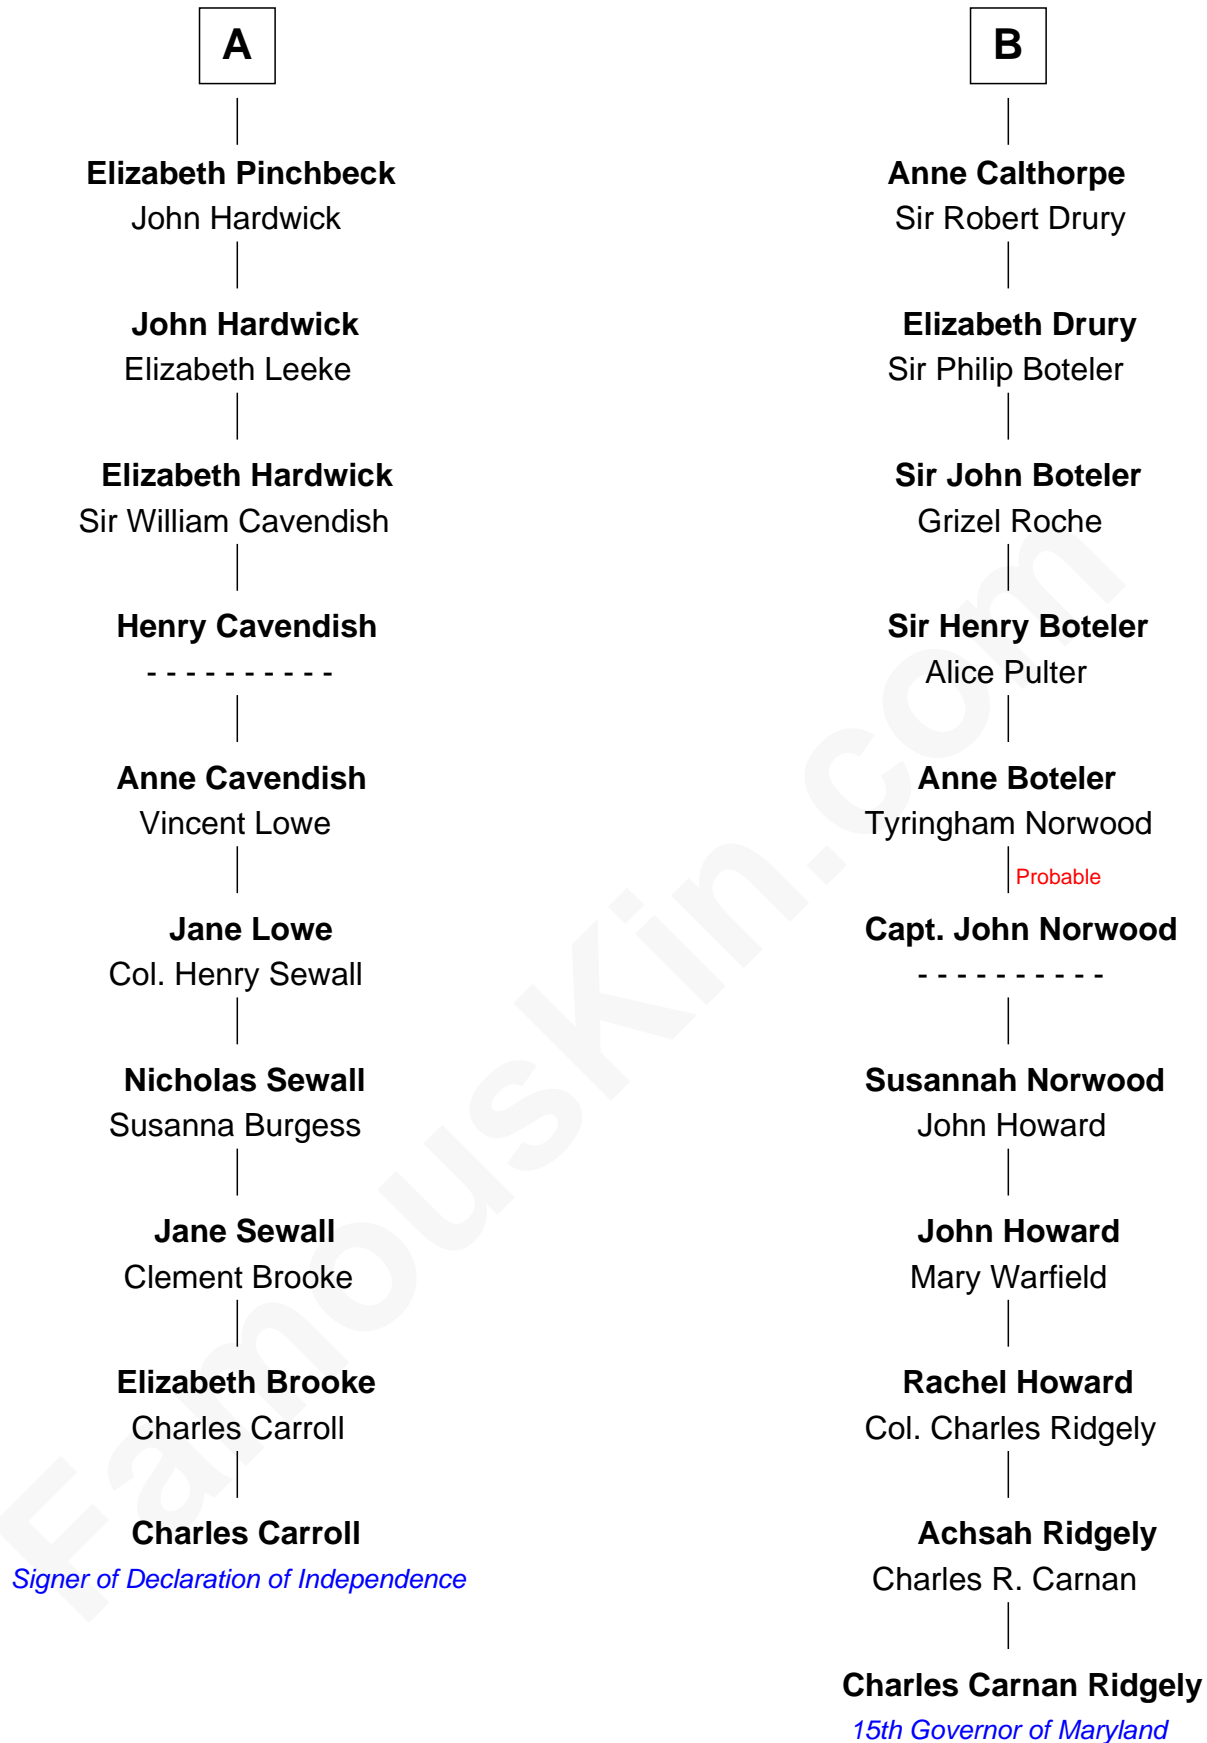 A
Elizabeth Pinchbeck
John Hardwick
John Hardwick
Elizabeth Leeke
Elizabeth Hardwick
Sir William Cavendish
Henry Cavendish
- - - - - - - - - -
Anne Cavendish
Vincent Lowe
Jane Lowe
Col. Henry Sewall
Nicholas Sewall
Susanna Burgess
Jane Sewall
Clement Brooke
Elizabeth Brooke
Charles Carroll
Charles Carroll
Signer of Declaration of Independence
B
Anne Calthorpe
Sir Robert Drury
Elizabeth Drury
Sir Philip Boteler
Sir John Boteler
Grizel Roche
Sir Henry Boteler
Alice Pulter
Anne Boteler
Tyringham Norwood
Probable
Capt. John Norwood
- - - - - - - - - -
Susannah Norwood
John Howard
John Howard
Mary Warfield
Rachel Howard
Col. Charles Ridgely
Achsah Ridgely
Charles R. Carnan
Charles Carnan Ridgely
15th Governor of Maryland
FamousKin.com